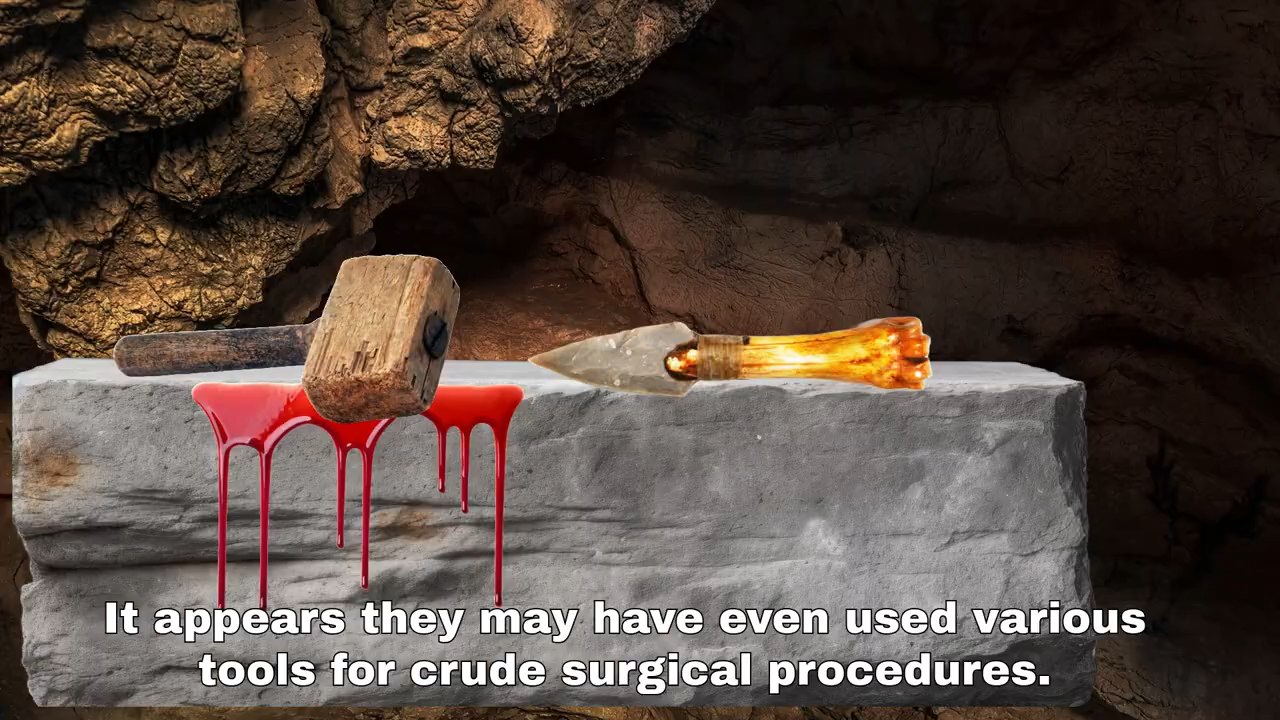 It appears they may have even used various
tools for crude surgical procedures.